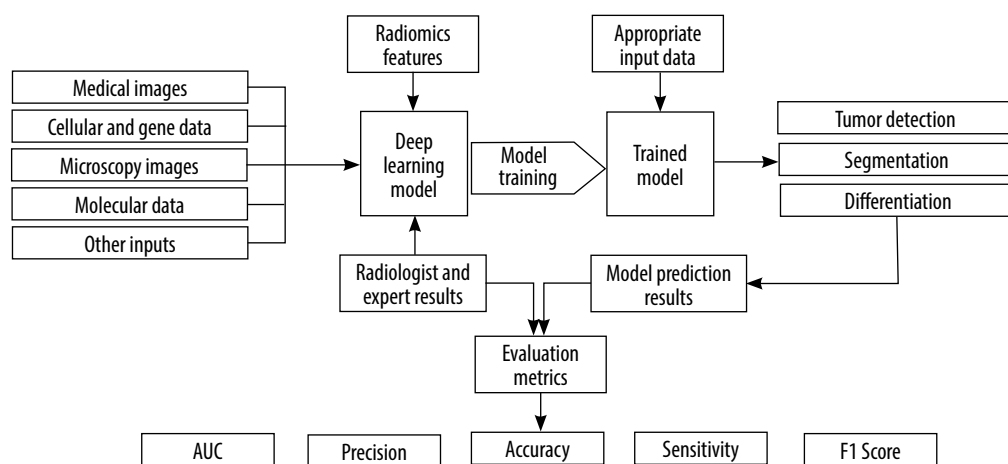 Radiomics
features
Appropriate
input data
Medical images
Cellular and gene data
Microscopy images
Molecular data
Other inputs
Deep
learning
model
Model
training
Trained
model
Tumor detection
Segmentation
Differentiation
Radiologist and
expert results
Model prediction
results
Evaluation
metrics
AUC
Precision
Accuracy
Sensitivity
F1 Score